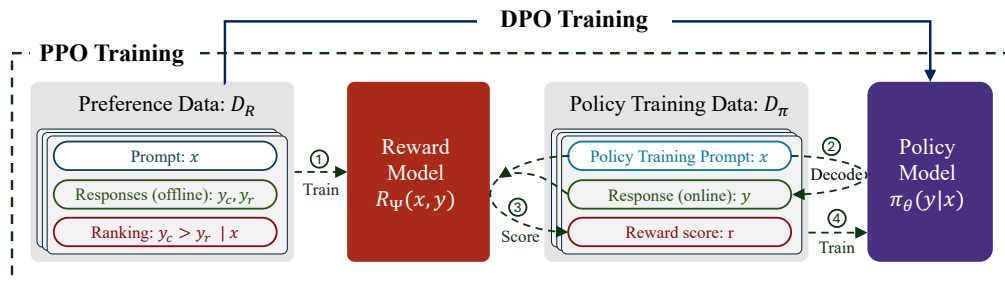 DPO Training
PPO Training
Preference Data: D_R
Prompt: x
Responses (offline): y_c, y_r
Ranking: y_c > y_r | x
① Train
Reward
Model
R_Ψ(x, y)
③ Score
Policy Training Data: D_π
Policy Training Prompt: x
Response (online): y
Reward score: r
② Decode
④ Train
Policy
Model
π_θ(y|x)